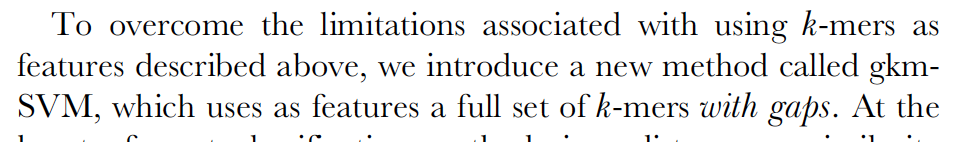 To overcome the limitations associated with using k-mers as
features described above, we introduce a new method called gkm-
SVM, which uses as features a full set of k-mers with gaps. At the